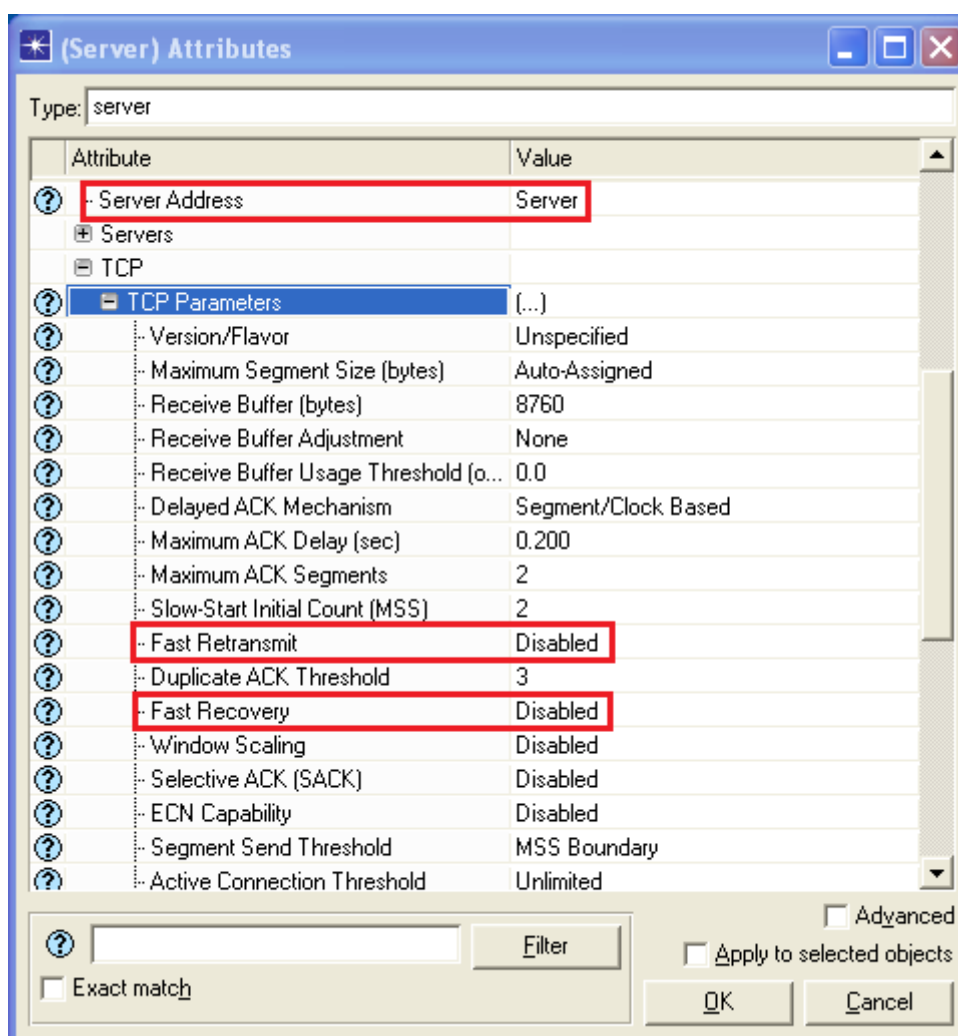 (Server) Attributes
Type: server
Attribute Value
Server Address Server
Servers
TCP
TCP Parameters (...)
Version/Flavor Unspecified
Maximum Segment Size (bytes) Auto-Assigned
Receive Buffer (bytes) 8760
Receive Buffer Adjustment None
Receive Buffer Usage Threshold (o... 0.0
Delayed ACK Mechanism Segment/Clock Based
Maximum ACK Delay (sec) 0.200
Maximum ACK Segments 2
Slow-Start Initial Count (MSS) 2
Fast Retransmit Disabled
Duplicate ACK Threshold 3
Fast Recovery Disabled
Window Scaling Disabled
Selective ACK (SACK) Disabled
ECN Capability Disabled
Segment Send Threshold MSS Boundary
Active Connection Threshold Unlimited
Advanced
Filter
Apply to selected objects
Exact match
OK Cancel